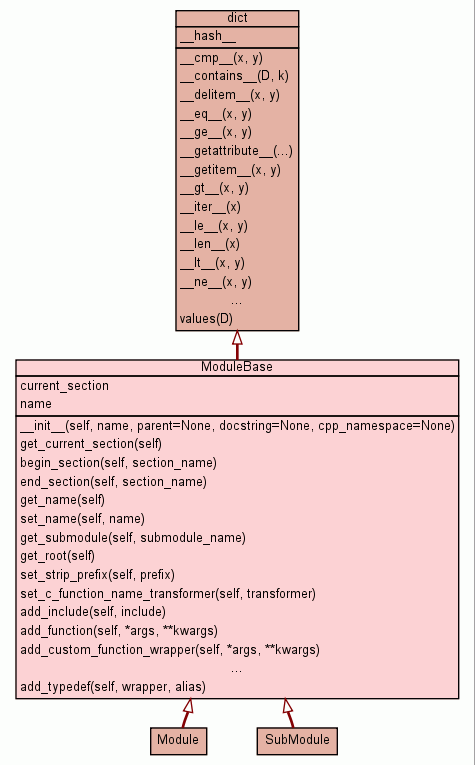 dict
__hash__
__cmp__(x, y)
__contains__(D, k)
__delitem__(x, y)
__eq__(x, y)
__ge__(x, y)
__getattribute__(...)
__getitem__(x, y)
__gt__(x, y)
__iter__(x)
__le__(x, y)
__len__(x)
__lt__(x, y)
__ne__(x, y)
...
values(D)
ModuleBase
current_section
name
__init__(self, name, parent=None, docstring=None, cpp_namespace=None)
get_current_section(self)
begin_section(self, section_name)
end_section(self, section_name)
get_name(self)
set_name(self, name)
get_submodule(self, submodule_name)
get_root(self)
set_strip_prefix(self, prefix)
set_c_function_name_transformer(self, transformer)
add_include(self, include)
add_function(self, *args, **kwargs)
add_custom_function_wrapper(self, *args, **kwargs)
...
add_typedef(self, wrapper, alias)
Module
SubModule